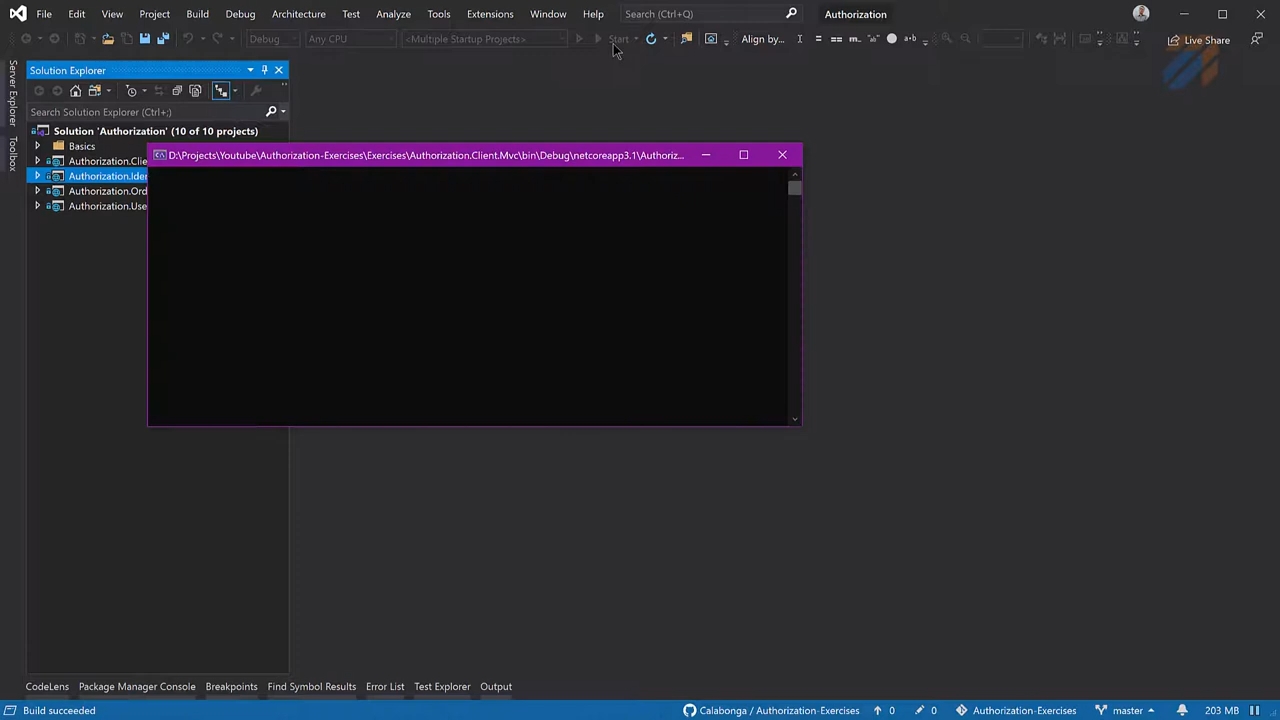 File Edit View Project Build Debug Architecture Test Analyze Tools Extensions Window Help Search (Ctrl+Q) Authorization
Debug Any CPU <Multiple Startup Projects> Start Align by... Live Share
Server Explorer
Toolbox
Solution Explorer
Search Solution Explorer (Ctrl+;)
Solution 'Authorization' (10 of 10 projects)
Basics
Authorization.Clie
Authorization.Ider
Authorization.Ord
Authorization.Use
D:\Projects\Youtube\Authorization-Exercises\Exercises\Authorization.Client.Mvc\bin\Debug\netcoreapp3.1\Authoriz...
CodeLens Package Manager Console Breakpoints Find Symbol Results Error List Test Explorer Output
Build succeeded Calabonga / Authorization-Exercises 0 0 Authorization-Exercises master 203 MB